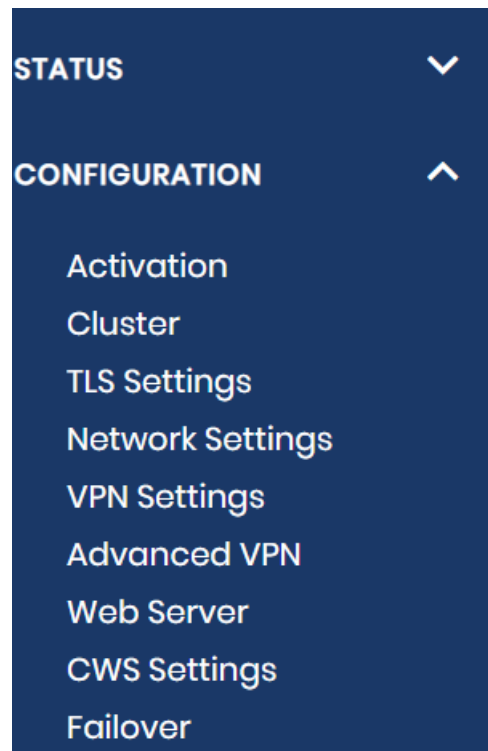 STATUS
CONFIGURATION
Activation
Cluster
TLS Settings
Network Settings
VPN Settings
Advanced VPN
Web Server
CWS Settings
Failover